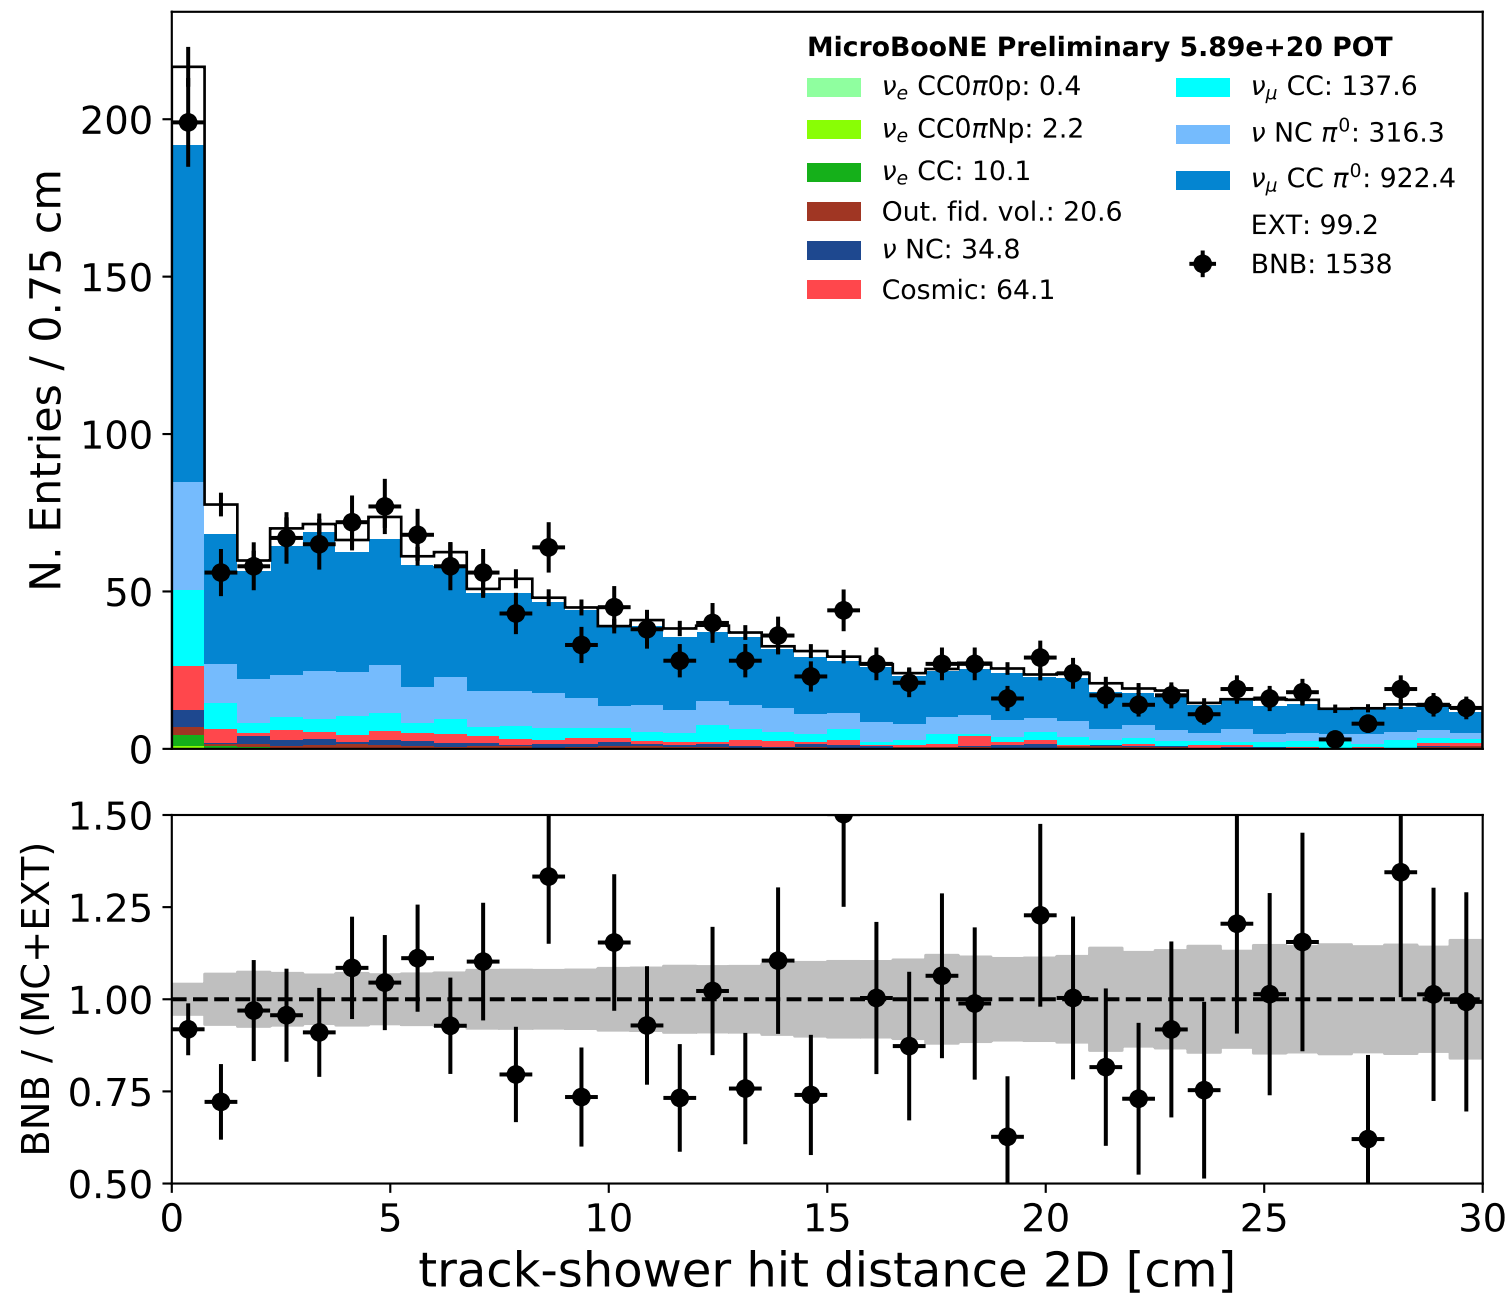 MicroBooNE Preliminary 5.89e+20 POT
νe CC0π0p: 0.4
νe CC0πNp: 2.2
νe CC: 10.1
Out. fid. vol.: 20.6
ν NC: 34.8
Cosmic: 64.1
νμ CC: 137.6
ν NC π⁰: 316.3
νμ CC π⁰: 922.4
EXT: 99.2
BNB: 1538
N. Entries / 0.75 cm
200
150
100
50
0
BNB / (MC+EXT)
1.50
1.25
1.00
0.75
0.50
0 5 10 15 20 25 30
track-shower hit distance 2D [cm]